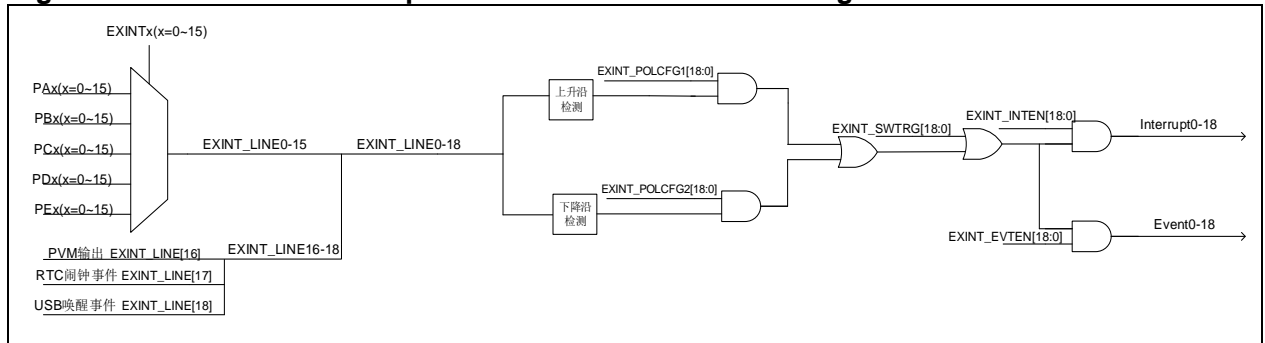 EXINTx(x=0~15)
PAx(x=0~15)
PBx(x=0~15)
PCx(x=0~15)
PDx(x=0~15)
PEx(x=0~15)
EXINT_LINE0-15
EXINT_LINE0-18
PVM输出 EXINT_LINE[16]
EXINT_LINE16-18
RTC闹钟事件 EXINT_LINE[17]
USB唤醒事件 EXINT_LINE[18]
上升沿
检测
EXINT_POLCFG1[18:0]
下降沿
检测
EXINT_POLCFG2[18:0]
EXINT_SWTRG[18:0]
EXINT_INTEN[18:0]
Interrupt0-18
EXINT_EVTEN[18:0]
Event0-18